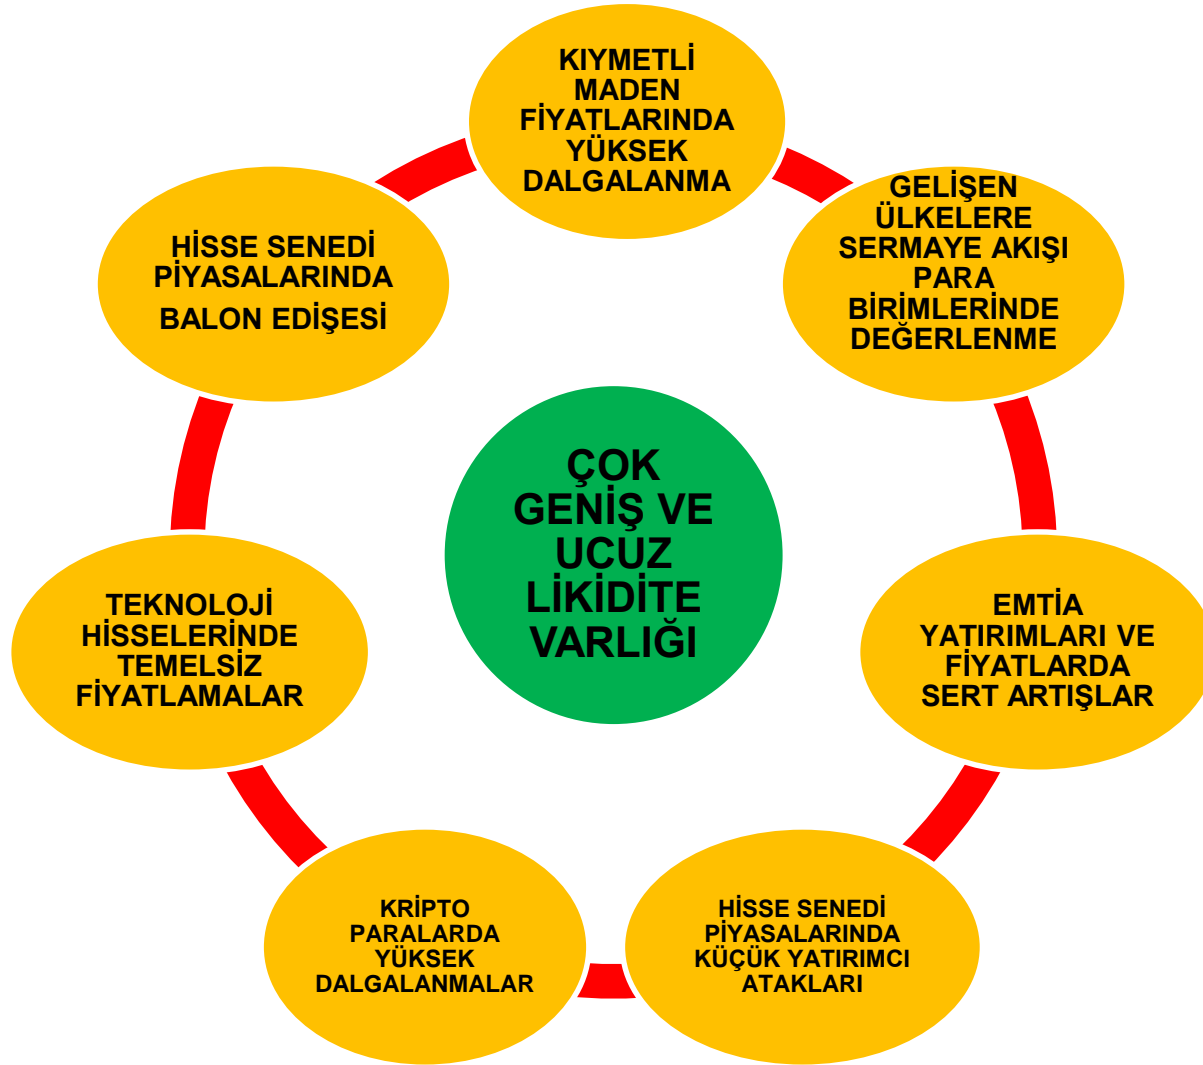 KIYMETLİ
MADEN
FİYATLARINDA
YÜKSEK
DALGALANMA
GELİŞEN
ÜLKELERE
SERMAYE AKIŞI
PARA
BİRİMLERİNDE
DEĞERLENME
EMTİA
YATIRIMLARI VE
FİYATLARDA
SERT ARTIŞLAR
HİSSE SENEDİ
PİYASALARINDA
KÜÇÜK YATIRIMCI
ATAKLARI
KRİPTO
PARALARDA
YÜKSEK
DALGALANMALAR
TEKNOLOJİ
HİSSELERİNDE
TEMELSİZ
FİYATLAMALAR
HİSSE SENEDİ
PİYASALARINDA
BALON EDİŞESİ
ÇOK
GENİŞ VE
UCUZ
LİKİDİTE
VARLIĞI